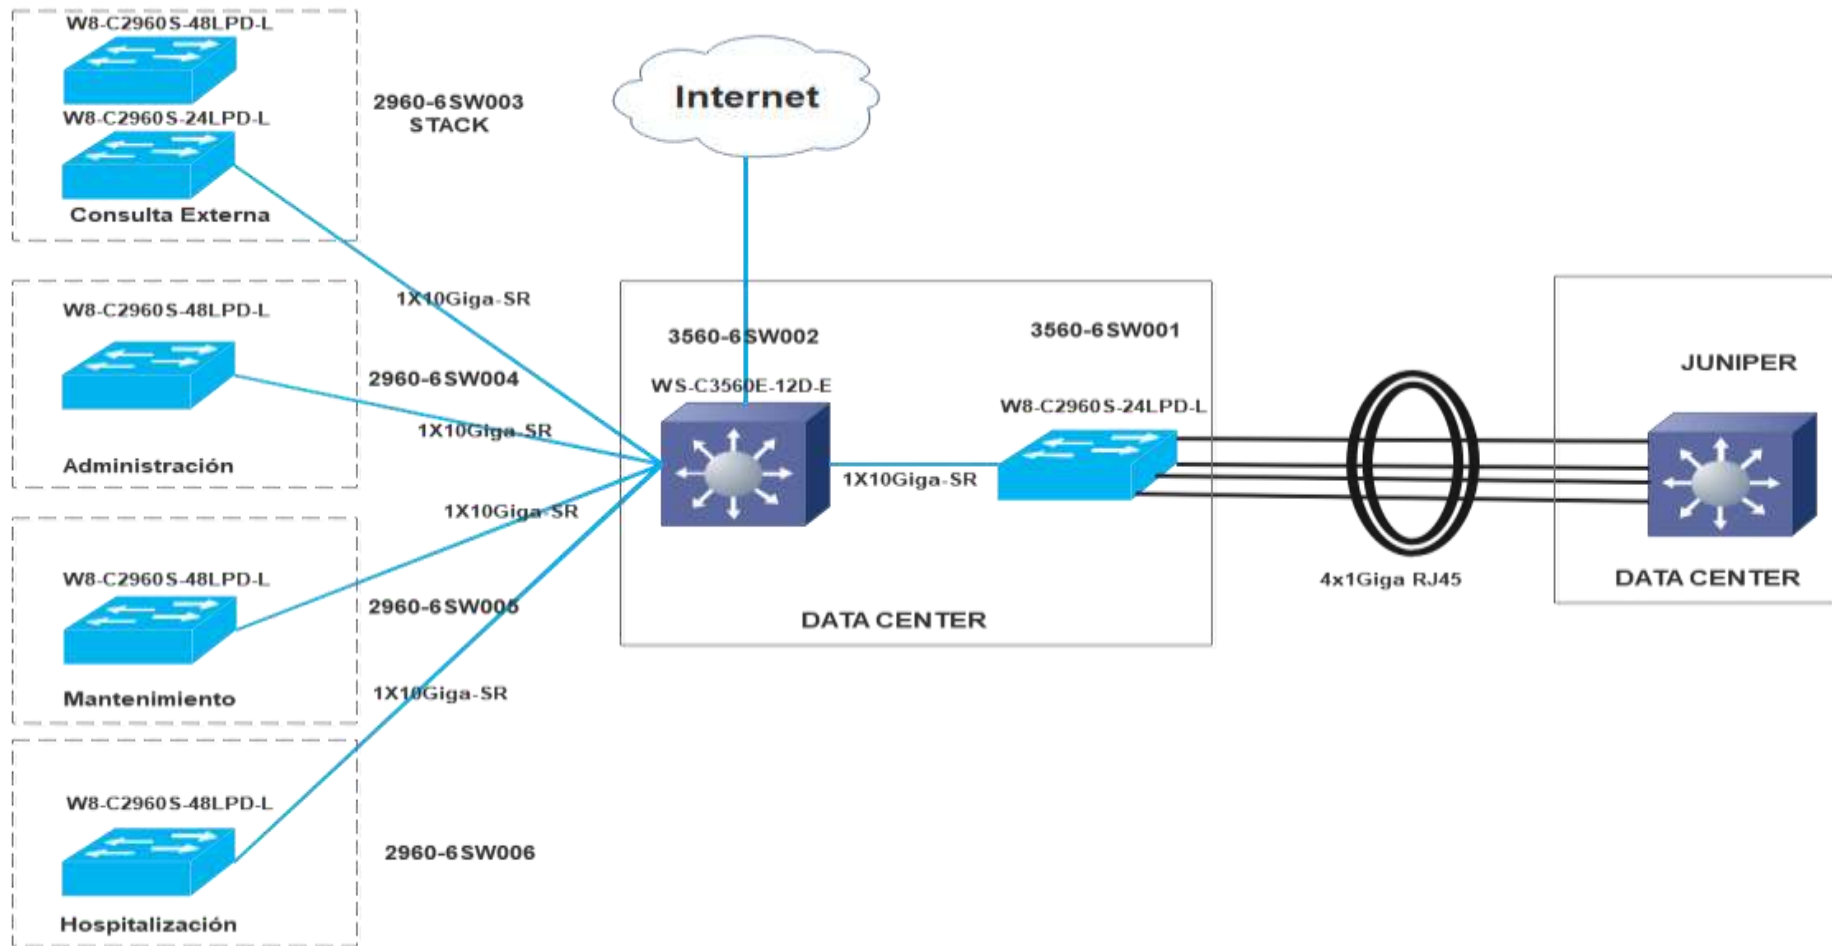 W8-C2960S-48LPD-L
W8-C2960S-24LPD-L
Consulta Externa
2960-6SW003
STACK
1X10Giga-SR
W8-C2960S-48LPD-L
2960-6SW004
1X10Giga-SR
Administración
1X10Giga-SR
W8-C2960S-48LPD-L
2960-6SW005
Mantenimiento
1X10Giga-SR
W8-C2960S-48LPD-L
2960-6SW006
Hospitalización
Internet
3560-6SW002
WS-C3560E-12D-E
1X10Giga-SR
3560-6SW001
W8-C2960S-24LPD-L
DATA CENTER
4x1Giga RJ45
JUNIPER
DATA CENTER